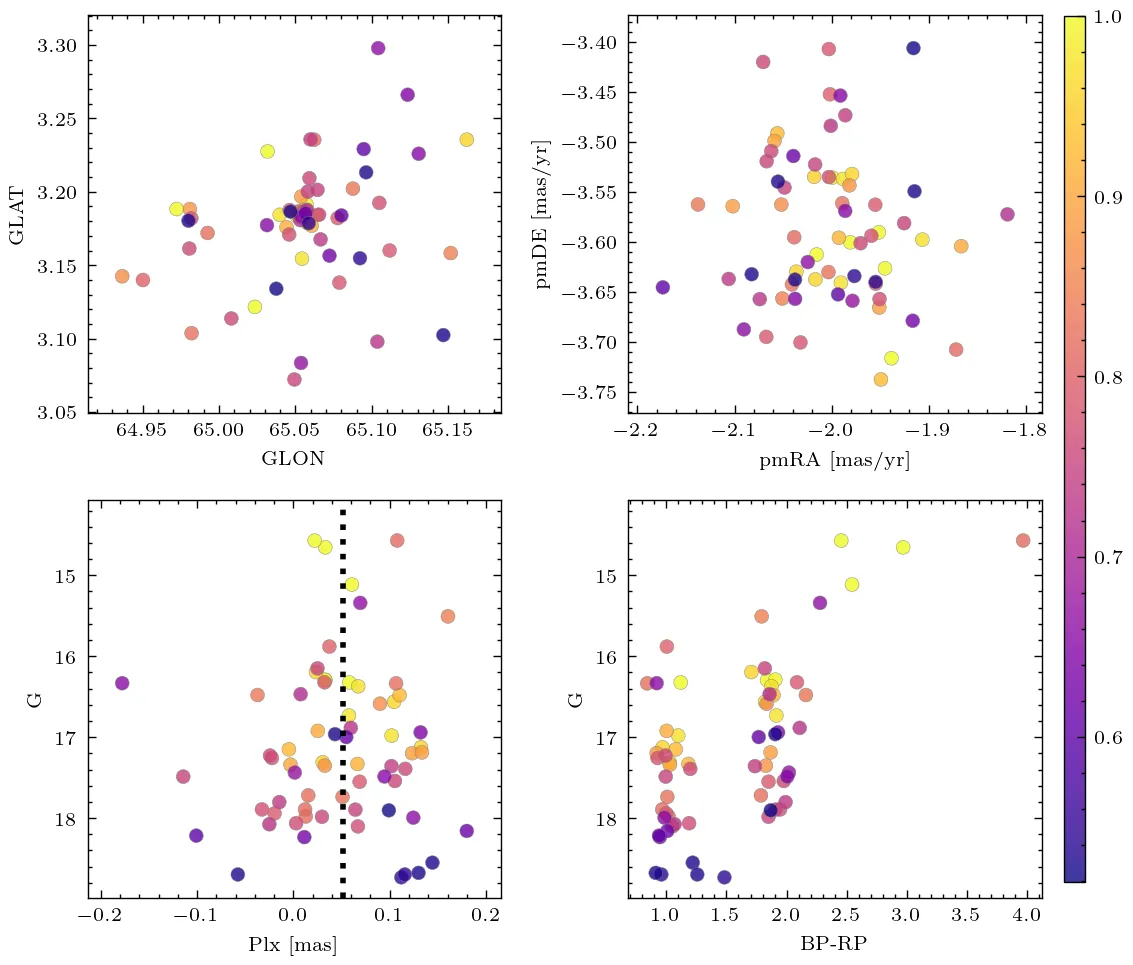 3.30
3.25
3.20
3.15
3.10
3.05
GLAT
64.95 65.00 65.05 65.10 65.15
GLON
−3.40
−3.45
−3.50
−3.55
−3.60
−3.65
−3.70
−3.75
pmDE [mas/yr]
−2.2 −2.1 −2.0 −1.9 −1.8
pmRA [mas/yr]
1.0
0.9
0.8
0.7
0.6
15
16
17
18
G
−0.2 −0.1 0.0 0.1 0.2
Plx [mas]
15
16
17
18
G
1.0 1.5 2.0 2.5 3.0 3.5 4.0
BP-RP